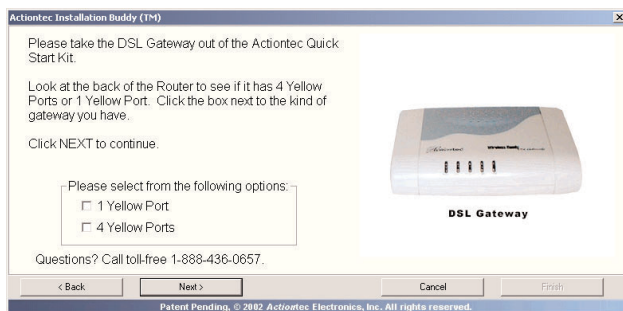 Actiontec Installation Buddy (TM)
Please take the DSL Gateway out of the Actiontec Quick
Start Kit.
Look at the back of the Router to see if it has 4 Yellow
Ports or 1 Yellow Port. Click the box next to the kind of
gateway you have.
Click NEXT to continue.
Please select from the following options:
1 Yellow Port
4 Yellow Ports
Questions? Call toll-free 1-888-436-0657.
Actiontec
Wireless Ready
DSL Gateway
< Back
Next >
Cancel
Finish
Patent Pending, © 2002 Actiontec Electronics, Inc. All rights reserved.